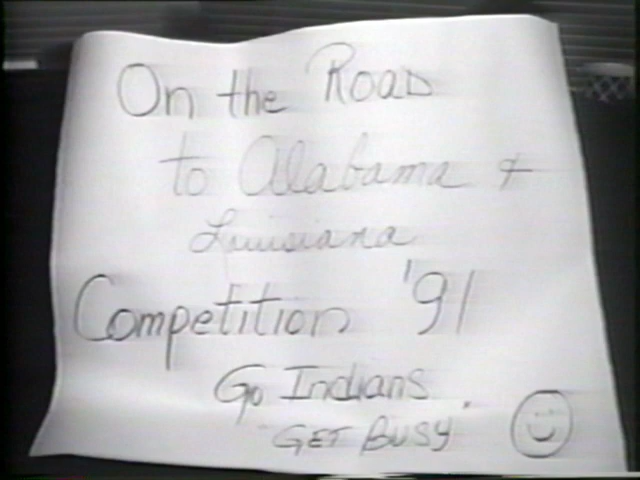 On the Road
to Alabama &
Louisiana
Competition '91
Go Indians
GET BUSY